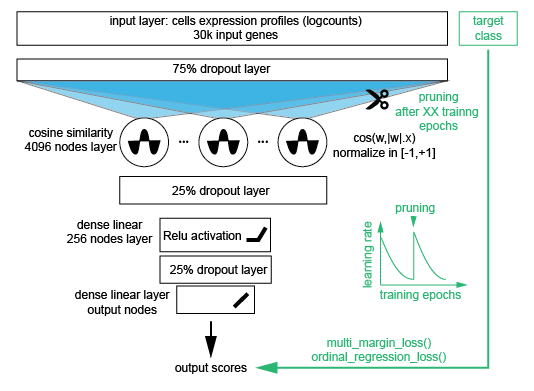 input layer: cells expression profiles (logcounts)
30k input genes
target
class
75% dropout layer
pruning
after XX trainng
epochs
cosine similarity
4096 nodes layer
...
...
cos(w,|w|.x)
normalize in [-1,+1]
25% dropout layer
dense linear
256 nodes layer
Relu activation
pruning
learning rate
training epochs
25% dropout layer
dense linear layer
output nodes
multi_margin_loss()
ordinal_regression_loss()
output scores